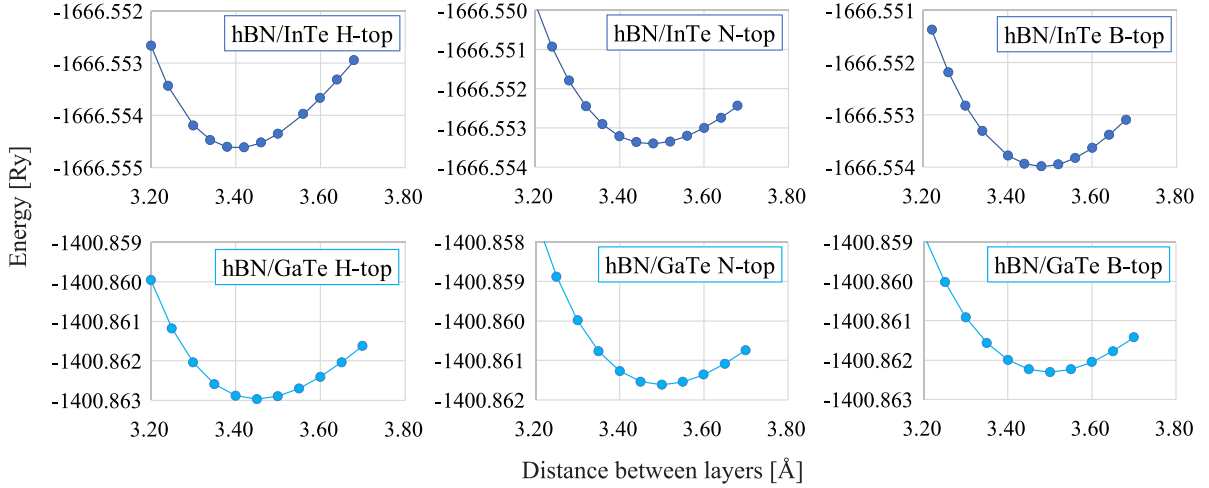 hBN/InTe H-top
-1666.552
-1666.553
-1666.554
-1666.555
3.20 3.40 3.60 3.80
hBN/InTe N-top
-1666.550
-1666.551
-1666.552
-1666.553
-1666.554
3.20 3.40 3.60 3.80
hBN/InTe B-top
-1666.551
-1666.552
-1666.553
-1666.554
3.20 3.40 3.60 3.80
hBN/GaTe H-top
-1400.859
-1400.860
-1400.861
-1400.862
-1400.863
3.20 3.40 3.60 3.80
hBN/GaTe N-top
-1400.858
-1400.859
-1400.860
-1400.861
-1400.862
3.20 3.40 3.60 3.80
hBN/GaTe B-top
-1400.859
-1400.860
-1400.861
-1400.862
-1400.863
3.20 3.40 3.60 3.80
Energy [Ry]
Distance between layers [Å]